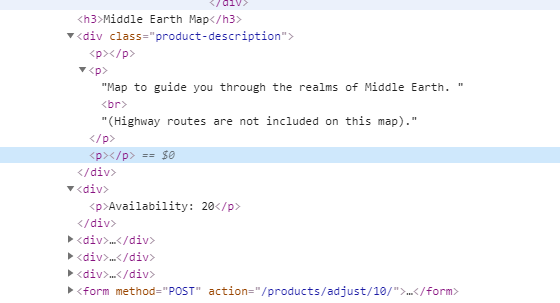 </div>
<h3>Middle Earth Map</h3>
<div class="product-description">
<p></p>
<p>
"Map to guide you through the realms of Middle Earth. "
<br>
"(Highway routes are not included on this map)."
</p>
<p></p> == $0
</div>
<div>
<p>Availability: 20</p>
</div>
<div>…</div>
<div>…</div>
<div>…</div>
<form method="POST" action="/products/adjust/10/">…</form>